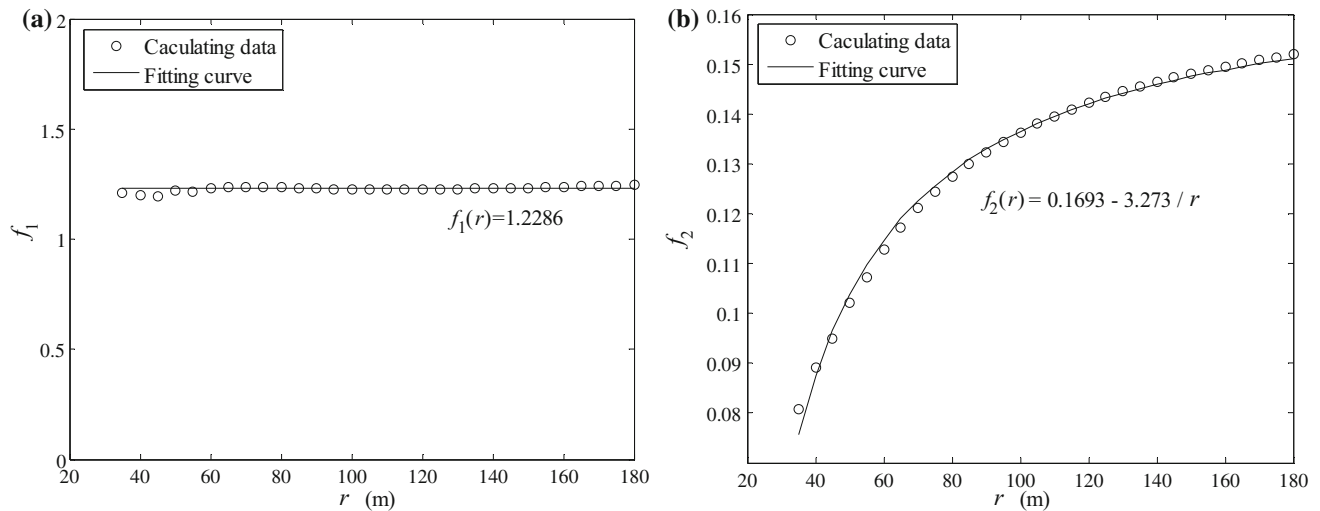 (a)
2
1.5
1
0.5
0
f₁
Caculating data
Fitting curve
f₁(r)=1.2286
20 40 60 80 100 120 140 160 180
r (m)
(b)
0.16
0.15
0.14
0.13
0.12
0.11
0.1
0.09
0.08
f₂
Caculating data
Fitting curve
f₂(r) = 0.1693 - 3.273 / r
20 40 60 80 100 120 140 160 180
r (m)